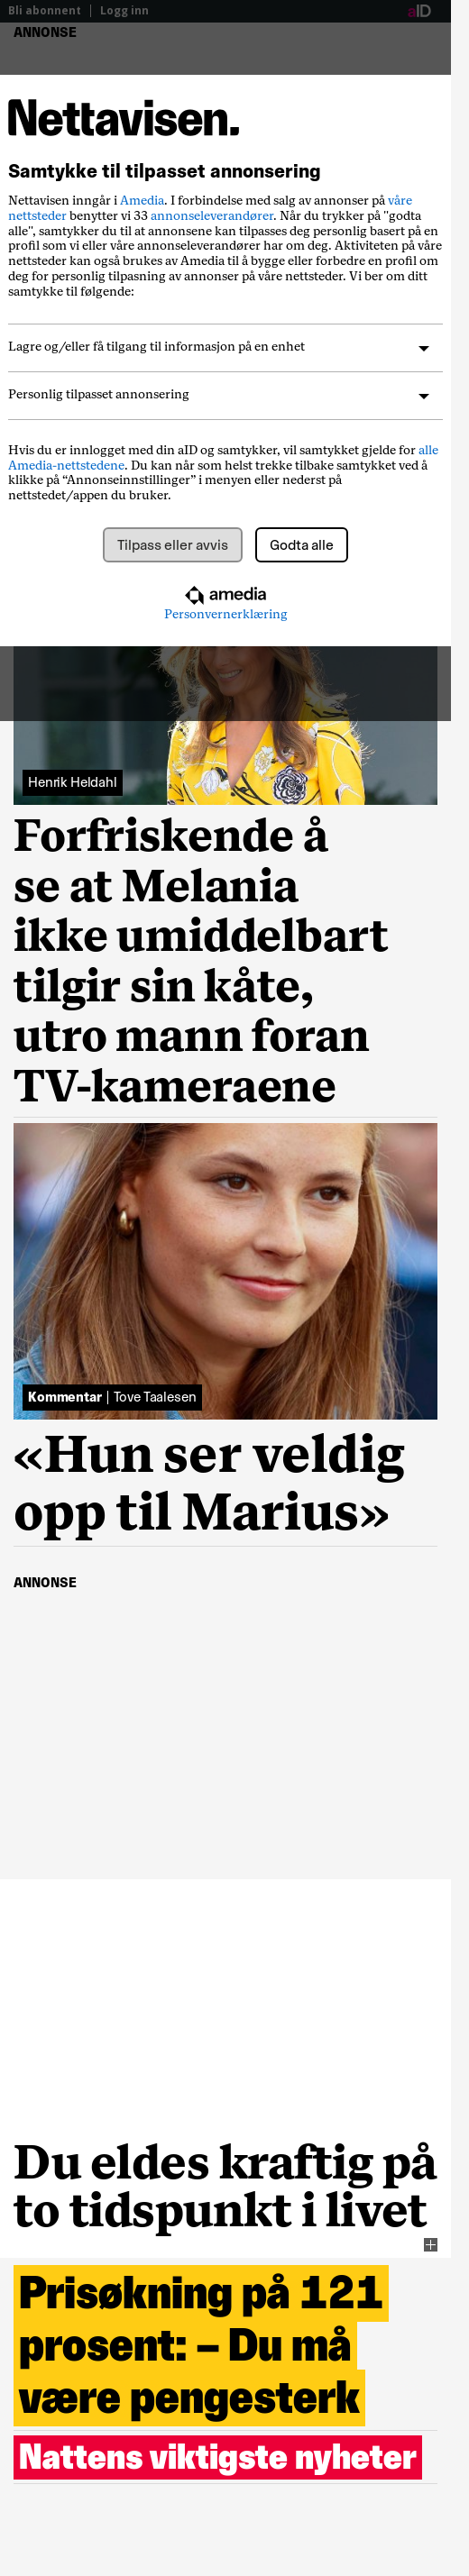 Bli abonnent | Logg inn
aID
ANNONSE
Nettavisen.
Samtykke til tilpasset annonsering
Nettavisen inngår i Amedia. I forbindelse med salg av annonser på våre
nettsteder benytter vi 33 annonseleverandører. Når du trykker på "godta
alle", samtykker du til at annonsene kan tilpasses deg personlig basert på en
profil som vi eller våre annonseleverandører har om deg. Aktiviteten på våre
nettsteder kan også brukes av Amedia til å bygge eller forbedre en profil om
deg for personlig tilpasning av annonser på våre nettsteder. Vi ber om ditt
samtykke til følgende:
Lagre og/eller få tilgang til informasjon på en enhet
Personlig tilpasset annonsering
Hvis du er innlogget med din aID og samtykker, vil samtykket gjelde for alle
Amedia-nettstedene. Du kan når som helst trekke tilbake samtykket ved å
klikke på “Annonseinnstillinger” i menyen eller nederst på
nettstedet/appen du bruker.
Tilpass eller avvis
Godta alle
amedia
Personvernerklæring
Henrik Heldahl
Forfriskende å
se at Melania
ikke umiddelbart
tilgir sin kåte,
utro mann foran
TV-kameraene
Kommentar | Tove Taalesen
«Hun ser veldig
opp til Marius»
ANNONSE
Du eldes kraftig på
to tidspunkt i livet
Prisøkning på 121
prosent: – Du må
være pengesterk
Nattens viktigste nyheter